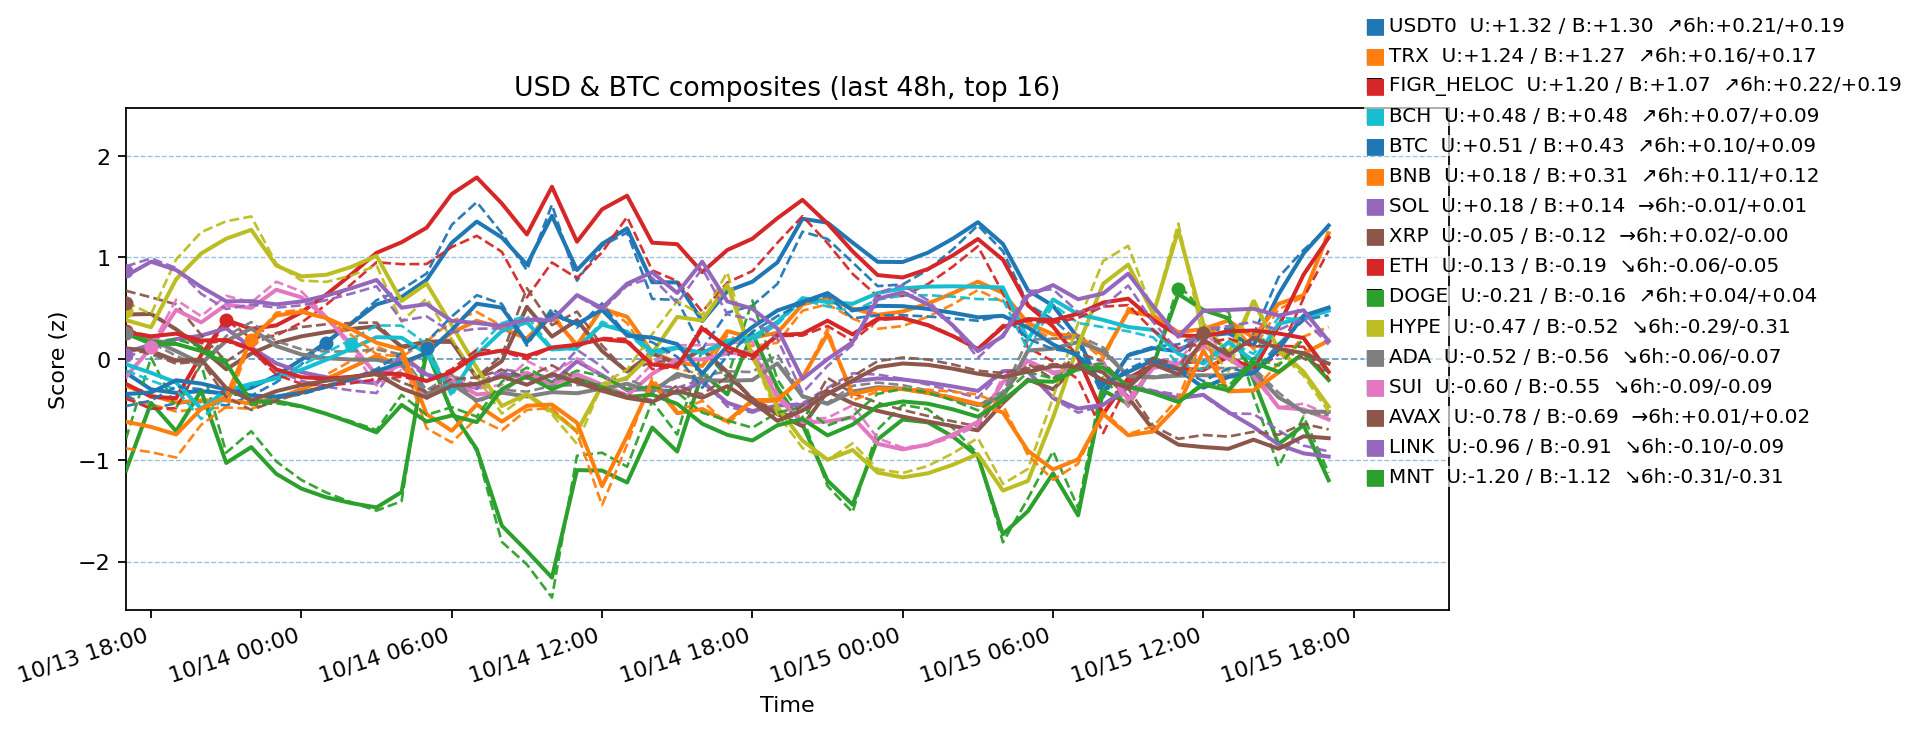 USDT0 U:+1.32 / B:+1.30 ↗6h:+0.21/+0.19
TRX U:+1.24 / B:+1.27 ↗6h:+0.16/+0.17
FIGR_HELOC U:+1.20 / B:+1.07 ↗6h:+0.22/+0.19
BCH U:+0.48 / B:+0.48 ↗6h:+0.07/+0.09
BTC U:+0.51 / B:+0.43 ↗6h:+0.10/+0.09
BNB U:+0.18 / B:+0.31 ↗6h:+0.11/+0.12
SOL U:+0.18 / B:+0.14 →6h:-0.01/+0.01
XRP U:-0.05 / B:-0.12 →6h:+0.02/-0.00
ETH U:-0.13 / B:-0.19 ↘6h:-0.06/-0.05
DOGE U:-0.21 / B:-0.16 ↗6h:+0.04/+0.04
HYPE U:-0.47 / B:-0.52 ↘6h:-0.29/-0.31
ADA U:-0.52 / B:-0.56 ↘6h:-0.06/-0.07
SUI U:-0.60 / B:-0.55 ↘6h:-0.09/-0.09
AVAX U:-0.78 / B:-0.69 →6h:+0.01/+0.02
LINK U:-0.96 / B:-0.91 ↘6h:-0.10/-0.09
MNT U:-1.20 / B:-1.12 ↘6h:-0.31/-0.31
USD & BTC composites (last 48h, top 16)
Score (z)
2
1
0
−1
−2
10/13 18:00
10/14 00:00
10/14 06:00
10/14 12:00
10/14 18:00
10/15 00:00
10/15 06:00
10/15 12:00
10/15 18:00
Time